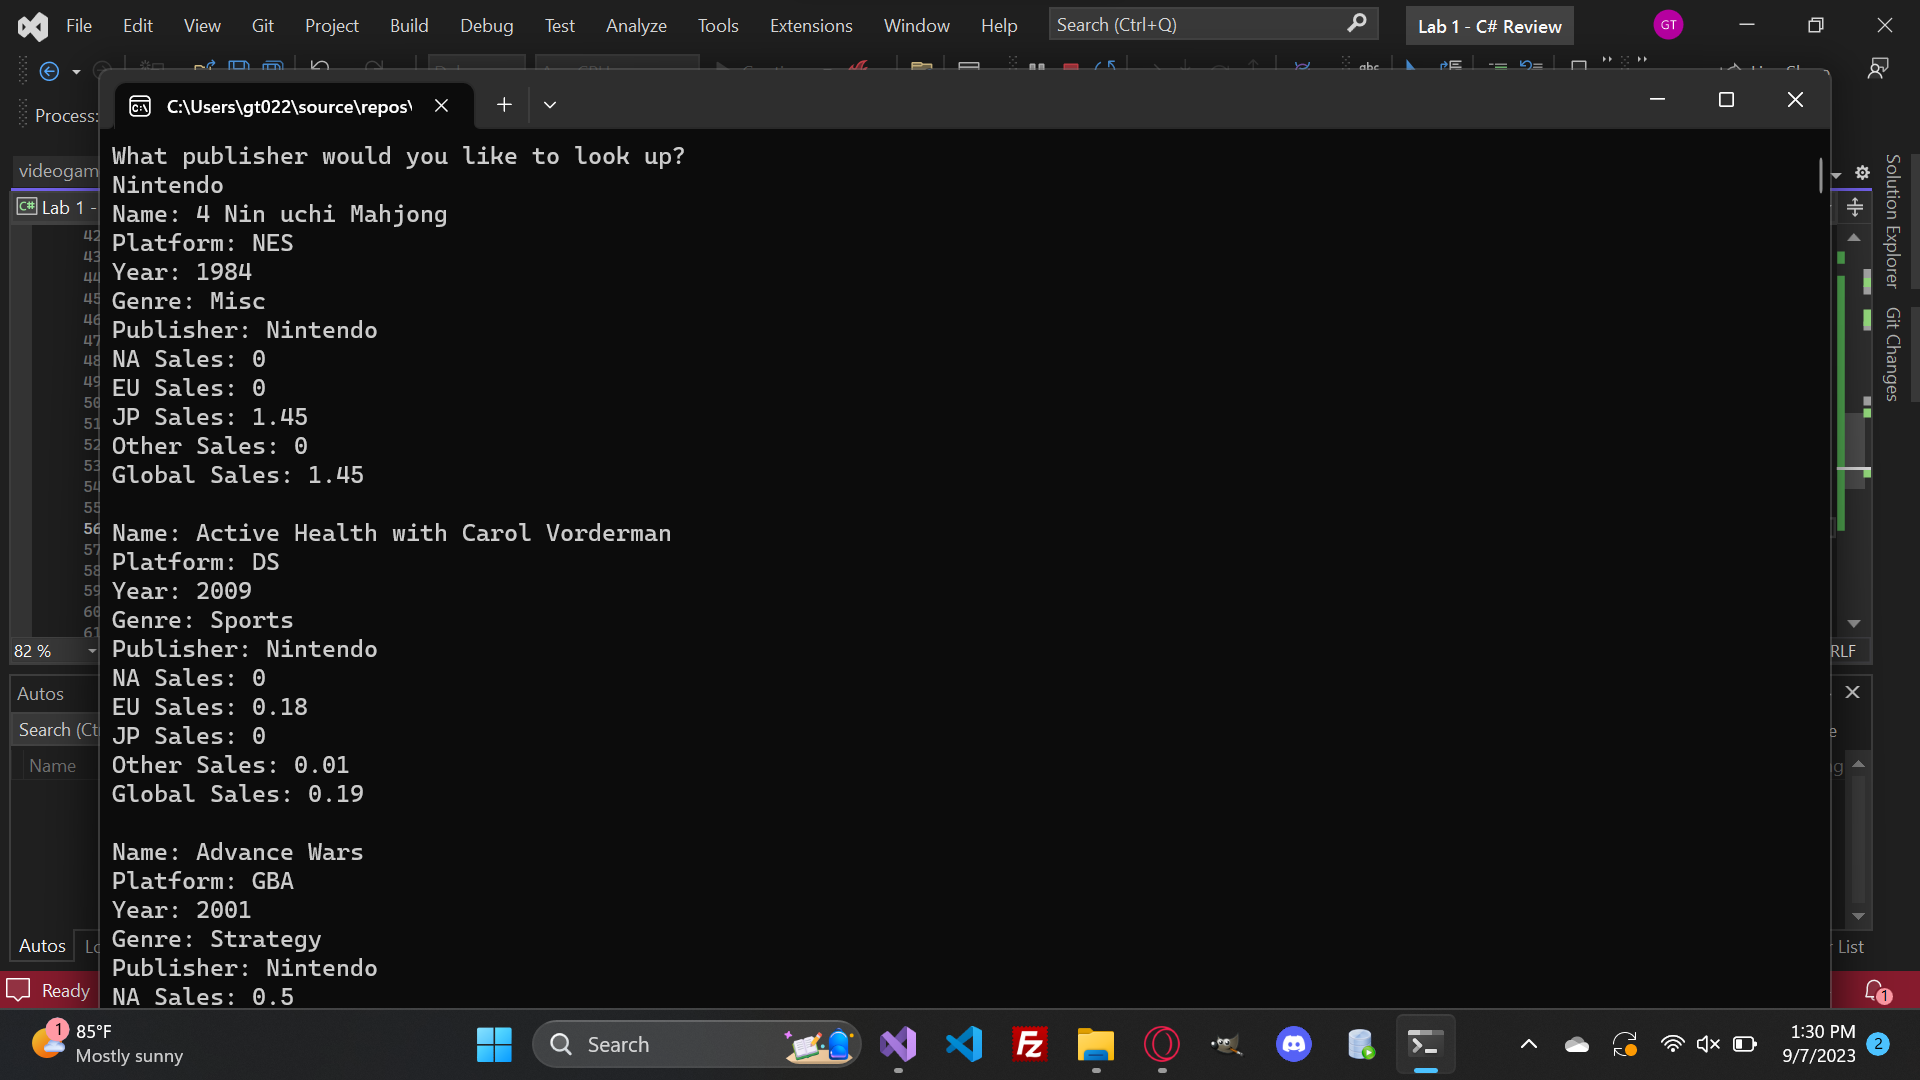 File Edit View Git Project Build Debug Test Analyze Tools Extensions Window Help Search (Ctrl+Q) Lab 1 - C# Review GT
Process:
C:\Users\gt022\source\repos\
videogam
C# Lab 1 -
What publisher would you like to look up?
Nintendo
Name: 4 Nin uchi Mahjong
Platform: NES
Year: 1984
Genre: Misc
Publisher: Nintendo
NA Sales: 0
EU Sales: 0
JP Sales: 1.45
Other Sales: 0
Global Sales: 1.45
Name: Active Health with Carol Vorderman
Platform: DS
Year: 2009
Genre: Sports
Publisher: Nintendo
NA Sales: 0
EU Sales: 0.18
JP Sales: 0
Other Sales: 0.01
Global Sales: 0.19
Name: Advance Wars
Platform: GBA
Year: 2001
Genre: Strategy
Publisher: Nintendo
NA Sales: 0.5
42
43
44
45
46
47
48
49
50
51
52
53
54
55
56
57
58
59
60
61
82 %
RLF
Autos
Search (Ct
Name
Autos Lo
r List
Solution Explorer
Git Changes
Ready
1
1
85°F
Mostly sunny
Search
1:30 PM
9/7/2023
2